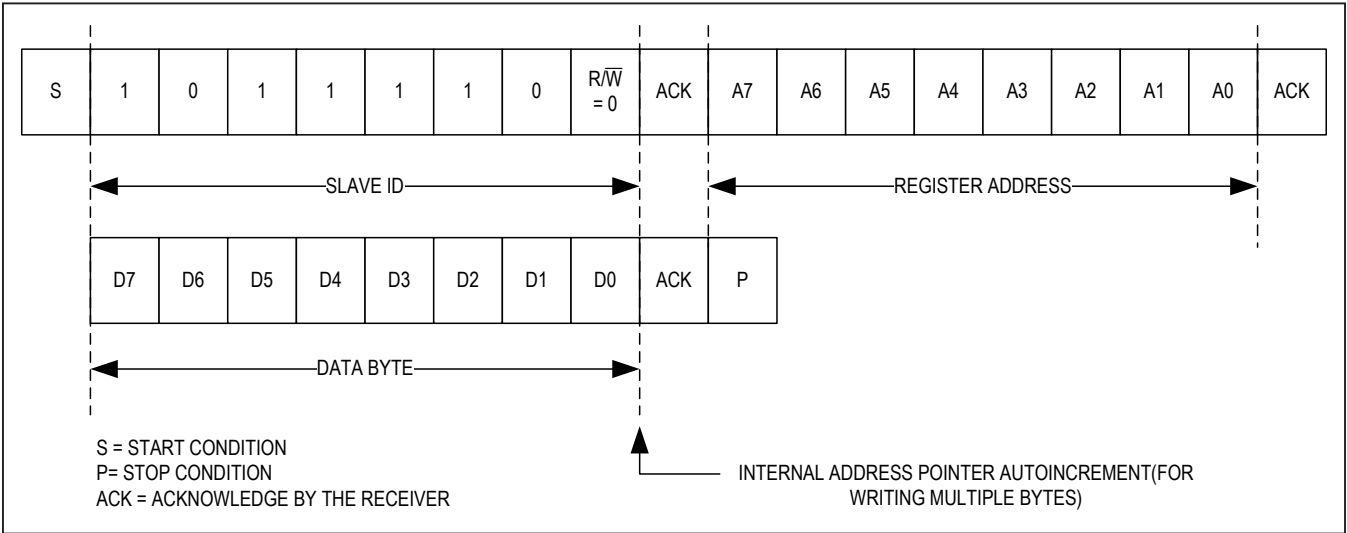 S 1 0 1 1 1 1 0 R/W̅ = 0 ACK A7 A6 A5 A4 A3 A2 A1 A0 ACK
SLAVE ID REGISTER ADDRESS
D7 D6 D5 D4 D3 D2 D1 D0 ACK P
DATA BYTE
S = START CONDITION
P= STOP CONDITION
ACK = ACKNOWLEDGE BY THE RECEIVER
INTERNAL ADDRESS POINTER AUTOINCREMENT(FOR
WRITING MULTIPLE BYTES)